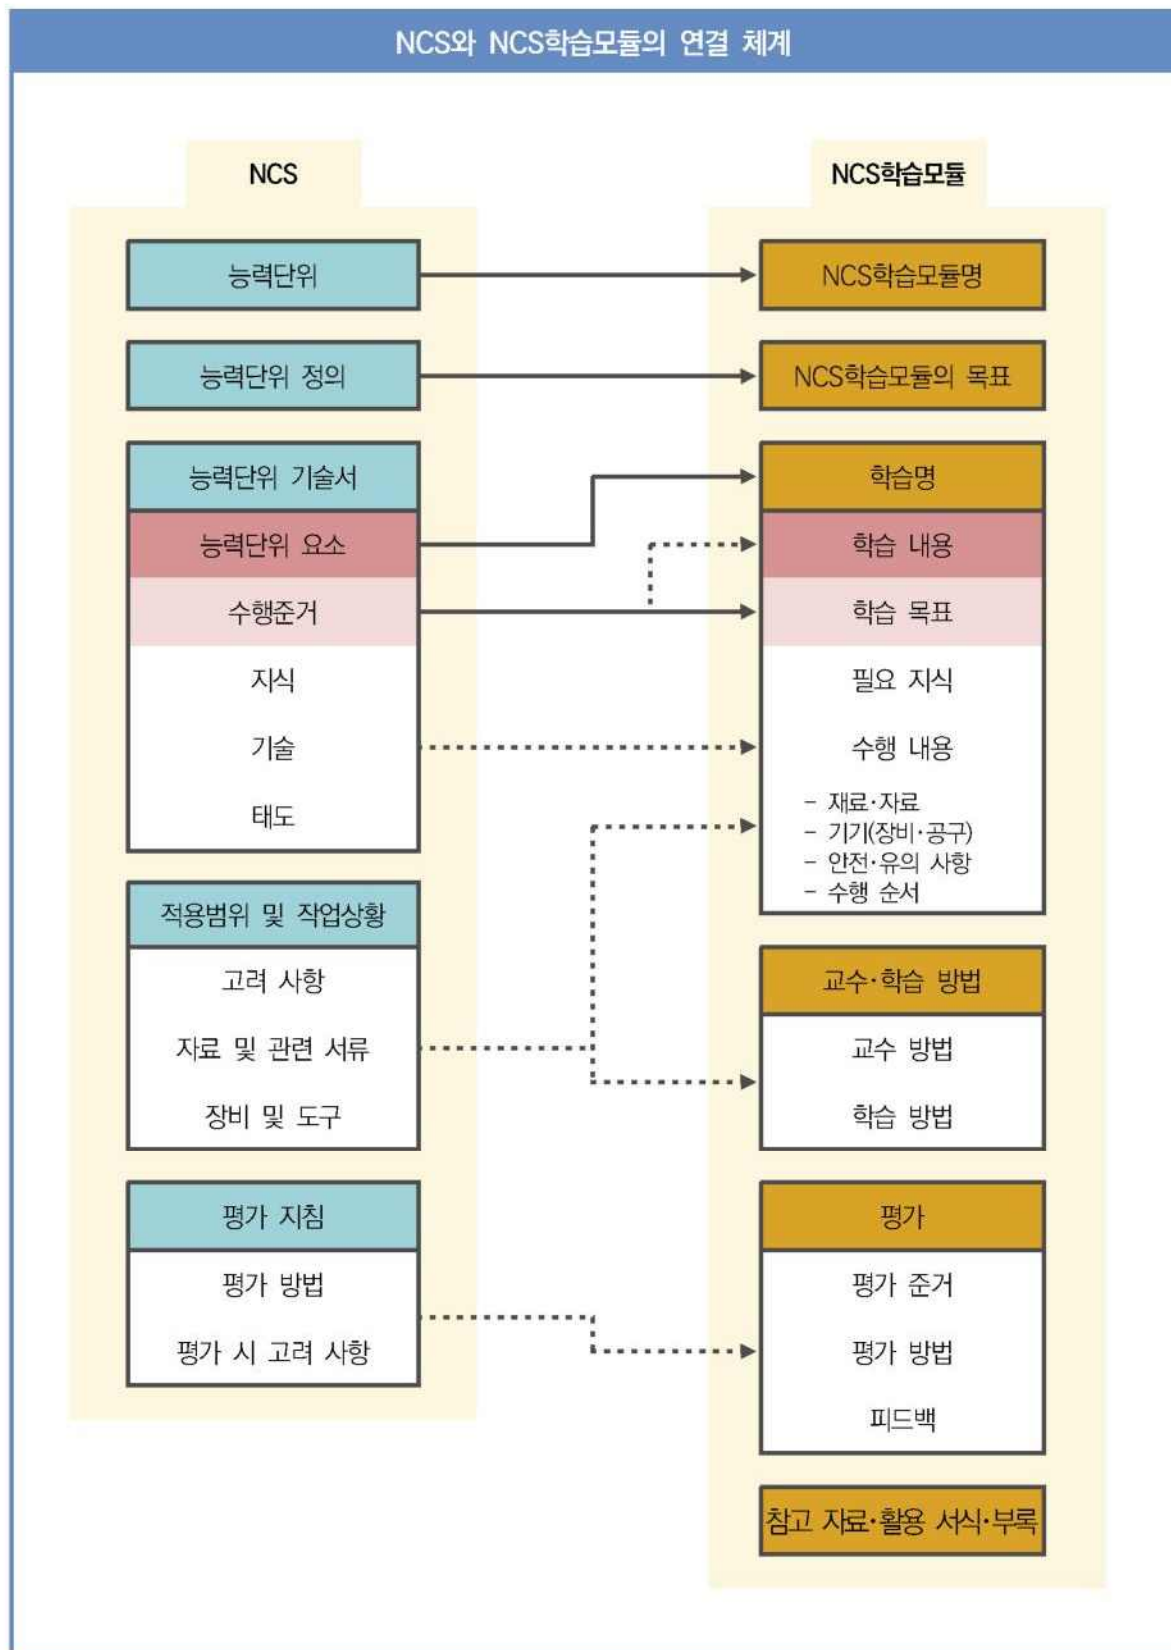 NCS와 NCS학습모듈의 연결 체계
NCS
능력단위
능력단위 정의
능력단위 기술서
능력단위 요소
수행준거
지식
기술
태도
적용범위 및 작업상황
고려 사항
자료 및 관련 서류
장비 및 도구
평가 지침
평가 방법
평가 시 고려 사항
NCS학습모듈
NCS학습모듈명
NCS학습모듈의 목표
학습명
학습 내용
학습 목표
필요 지식
수행 내용
- 재료·자료
- 기기(장비·공구)
- 안전·유의 사항
- 수행 순서
교수·학습 방법
교수 방법
학습 방법
평가
평가 준거
평가 방법
피드백
참고 자료·활용 서식·부록